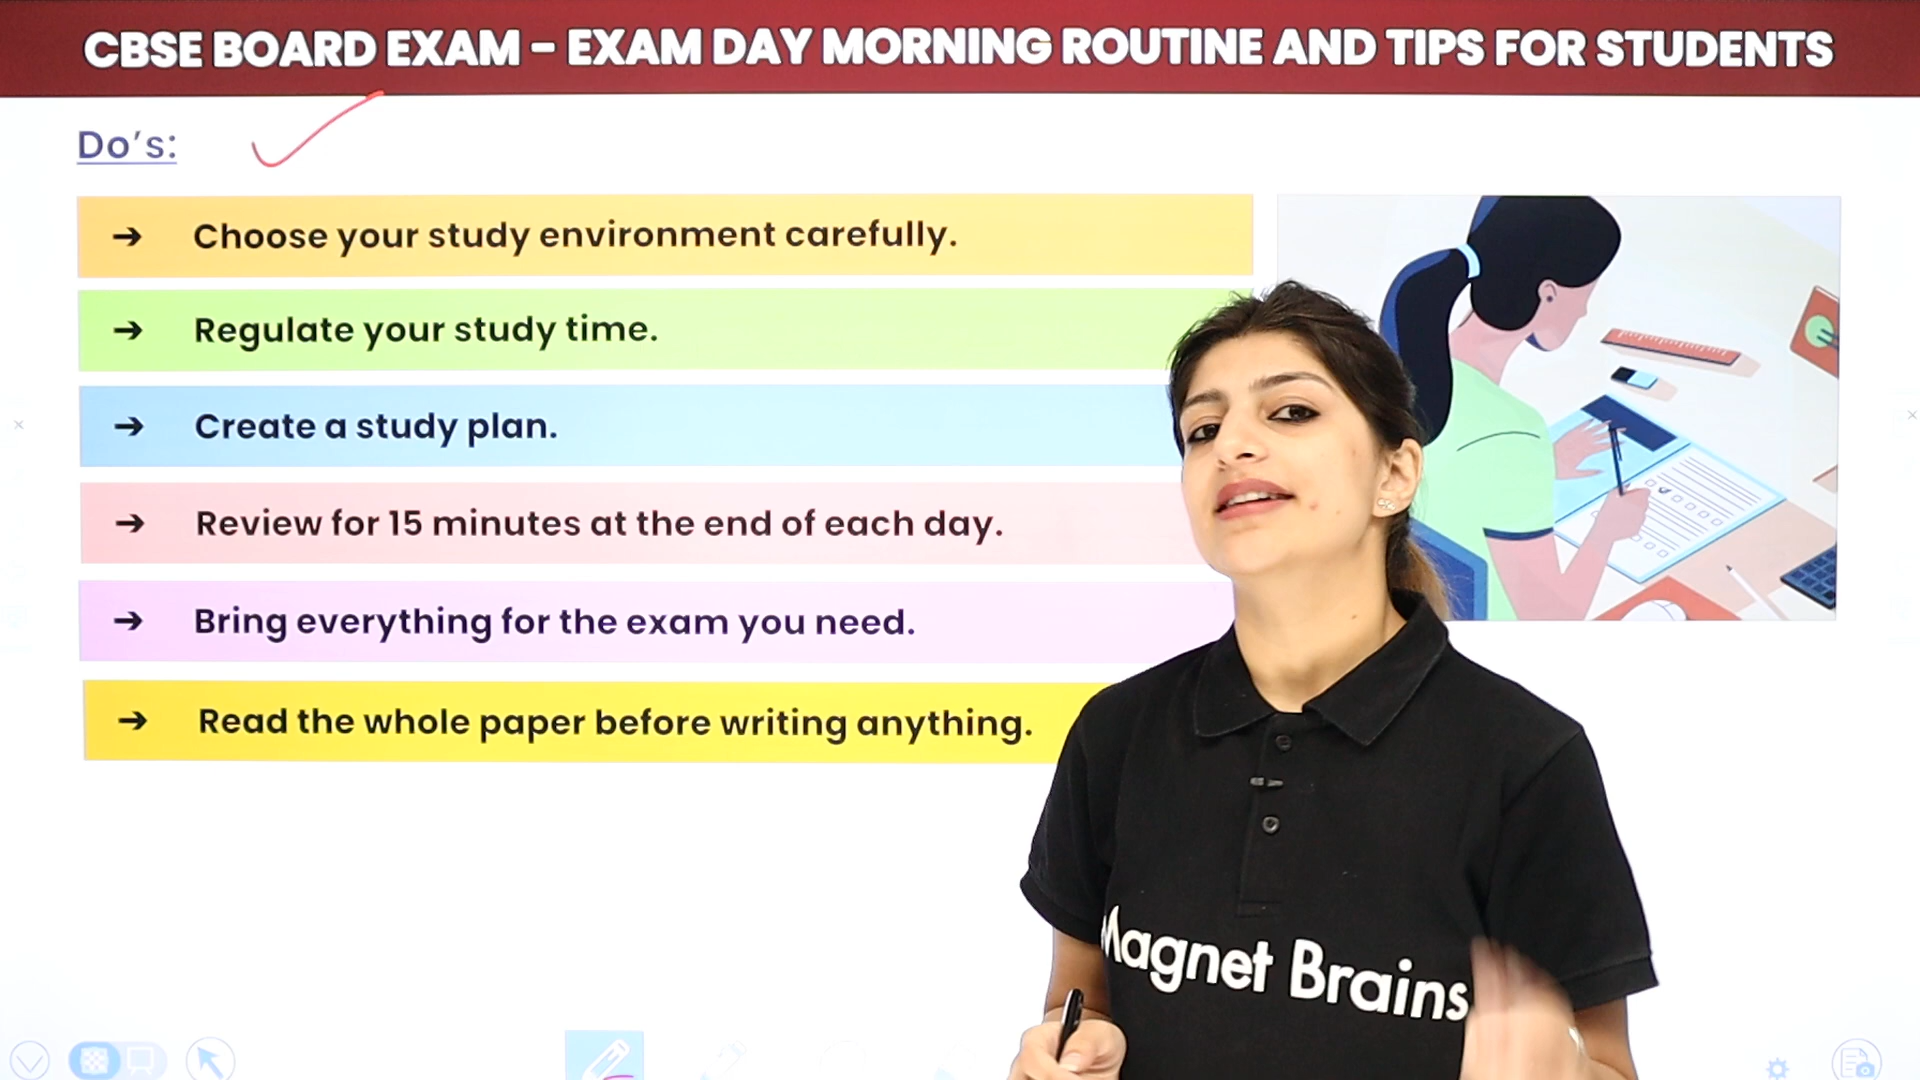 CBSE BOARD EXAM – EXAM DAY MORNING ROUTINE AND TIPS FOR STUDENTS
Do's:
→ Choose your study environment carefully.
→ Regulate your study time.
→ Create a study plan.
→ Review for 15 minutes at the end of each day.
→ Bring everything for the exam you need.
→ Read the whole paper before writing anything.
Magnet Brains